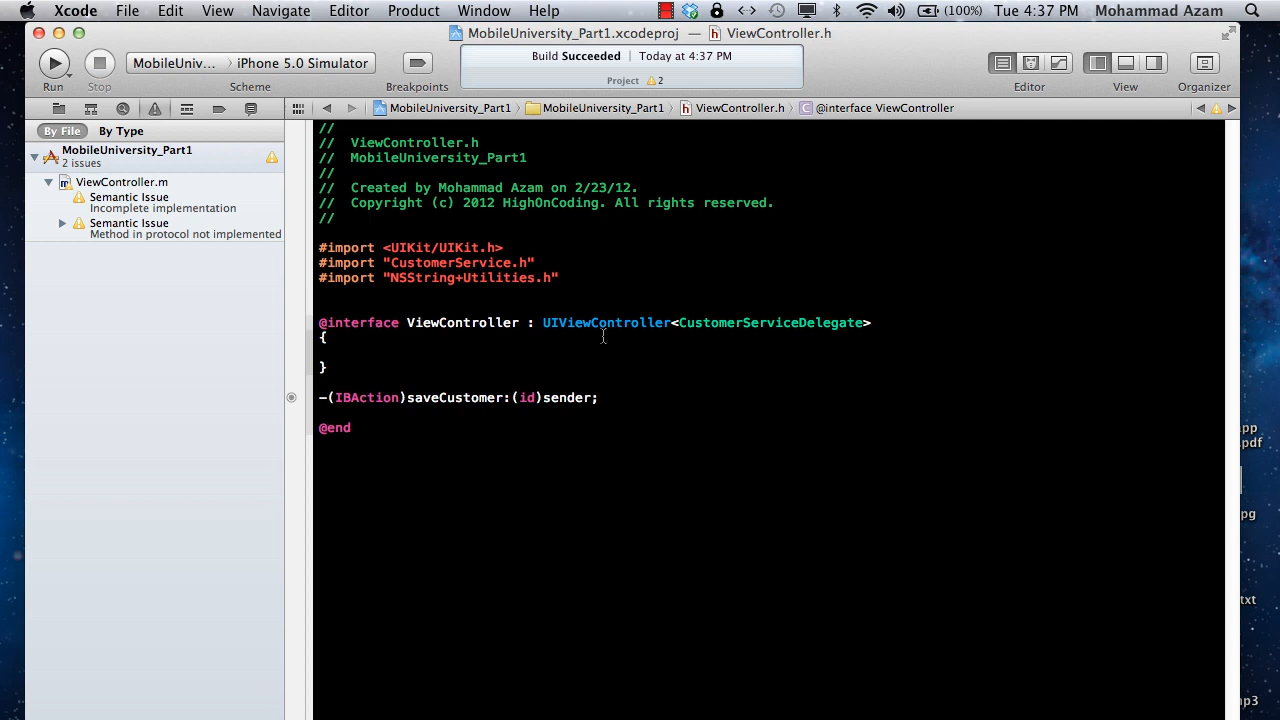 Xcode File Edit View Navigate Editor Product Window Help (100%) Tue 4:37 PM Mohammad Azam
MobileUniversity_Part1.xcodeproj — ViewController.h
MobileUniv... iPhone 5.0 Simulator
Build Succeeded | Today at 4:37 PM
Project 2
Run Stop Scheme Breakpoints Editor View Organizer
MobileUniversity_Part1 MobileUniversity_Part1 ViewController.h @interface ViewController
By File By Type
MobileUniversity_Part1
2 issues
ViewController.m
Semantic Issue
Incomplete implementation
Semantic Issue
Method in protocol not implemented
//
// ViewController.h
// MobileUniversity_Part1
//
// Created by Mohammad Azam on 2/23/12.
// Copyright (c) 2012 HighOnCoding. All rights reserved.
//
#import <UIKit/UIKit.h>
#import "CustomerService.h"
#import "NSString+Utilities.h"
@interface ViewController : UIViewController<CustomerServiceDelegate>
{
}
-(IBAction)saveCustomer:(id)sender;
@end
pp
pdf
pg
txt
mp3